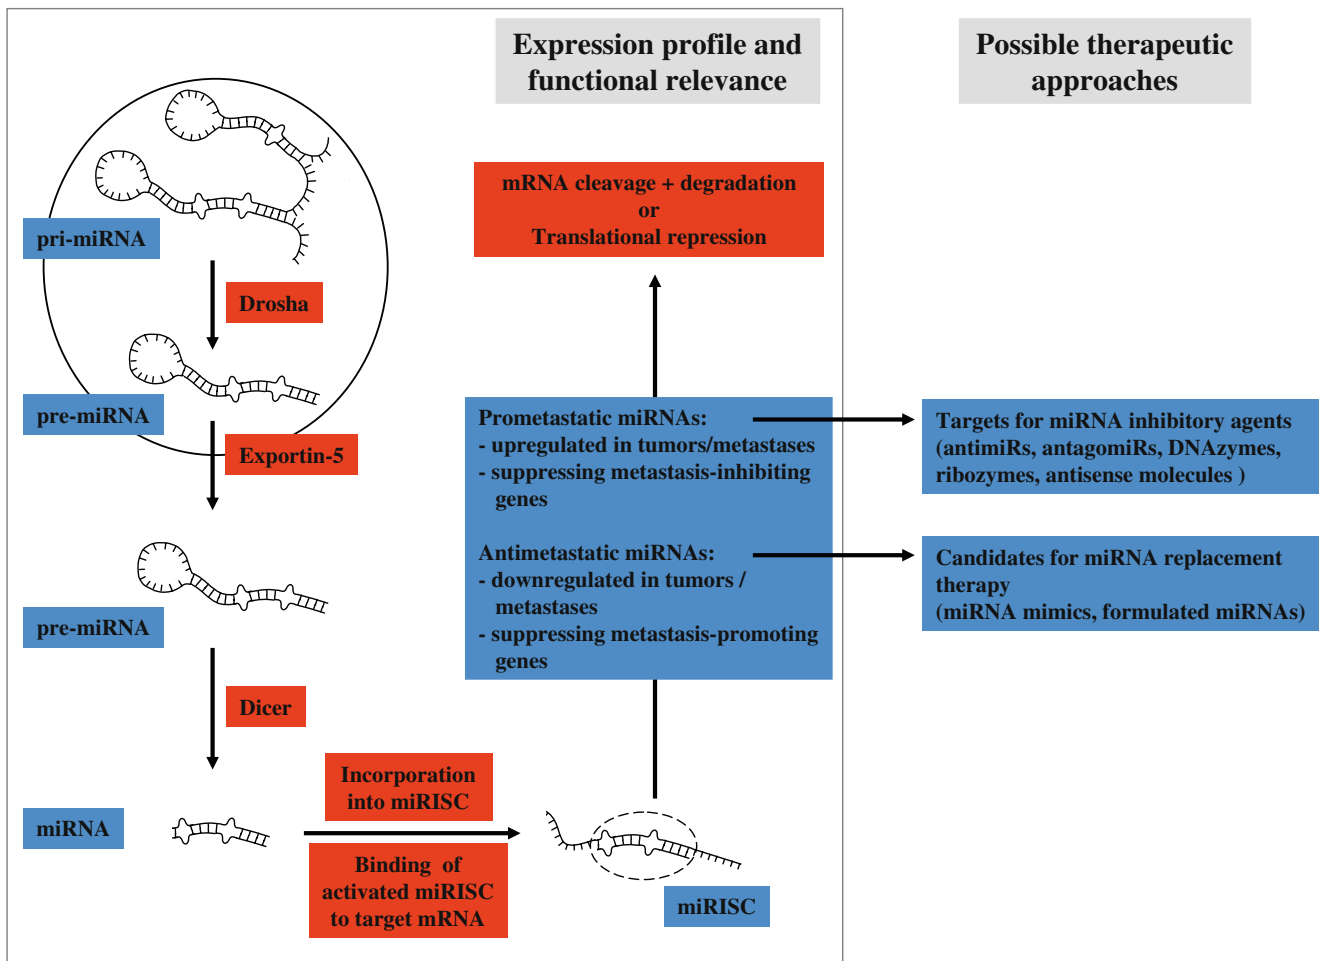 Expression profile and
functional relevance
Possible therapeutic
approaches
pri-miRNA
Drosha
pre-miRNA
Exportin-5
pre-miRNA
Dicer
miRNA
Incorporation
into miRISC
Binding of
activated miRISC
to target mRNA
miRISC
mRNA cleavage + degradation
or
Translational repression
Prometastatic miRNAs:
- upregulated in tumors/metastases
- suppressing metastasis-inhibiting
genes
Antimetastatic miRNAs:
- downregulated in tumors /
metastases
- suppressing metastasis-promoting
genes
Targets for miRNA inhibitory agents
(antimiRs, antagomiRs, DNAzymes,
ribozymes, antisense molecules )
Candidates for miRNA replacement
therapy
(miRNA mimics, formulated miRNAs)